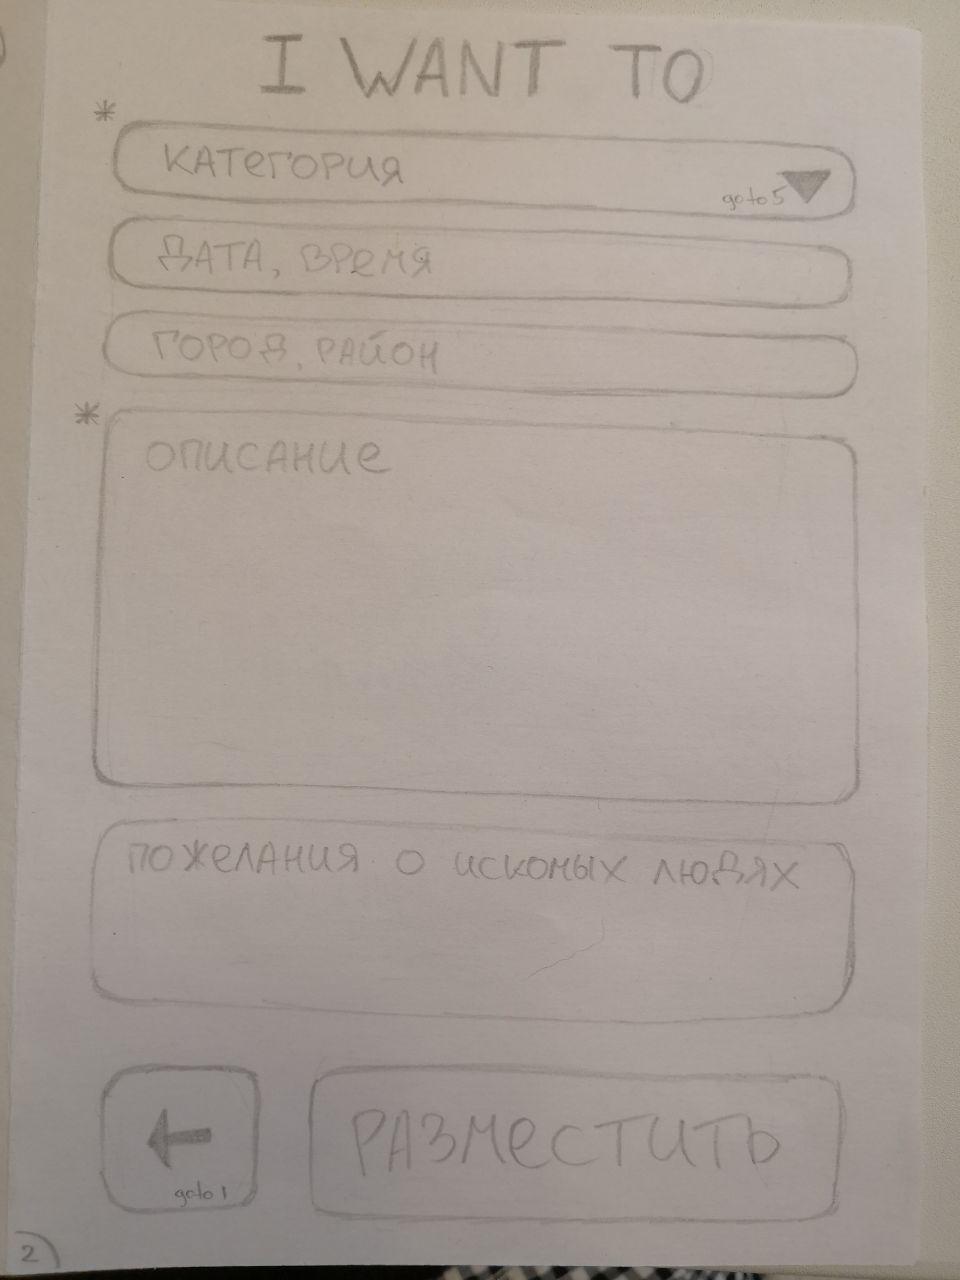 I WANT TO
*
КАТЕГОРИЯ
goto 5
ДАТА, ВРЕМЯ
ГОРОД, РАЙОН
*
ОПИСАНИЕ
ПОЖЕЛАНИЯ О ИСКОМЫХ ЛЮДЯХ
goto 1
РАЗМЕСТИТЬ
2